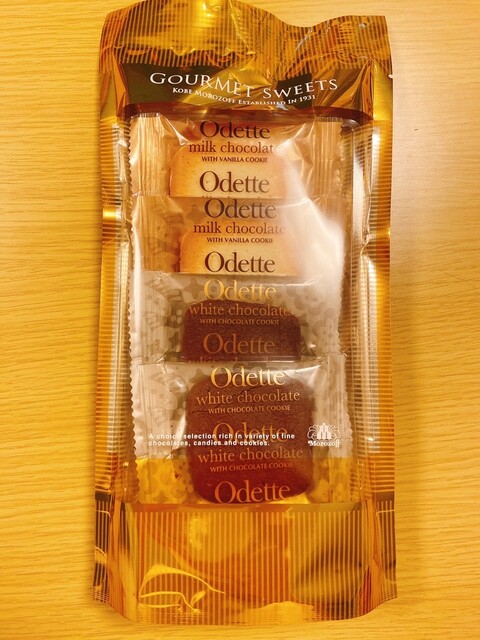 GOURMET SWEETS
KOBE MOROZOFF ESTABLISHED IN 1931
Odette
milk chocolate
WITH VANILLA COOKIE
Odette
Odette
milk chocolate
WITH VANILLA COOKIE
Odette
Odette
white chocolate
WITH CHOCOLATE COOKIE
Odette
Odette
white chocolate
WITH CHOCOLATE COOKIE
Odette
white chocolate
WITH CHOCOLATE COOKIE
Odette
A choice selection rich in variety of fine
chocolates, candies and cookies.
Morozoff